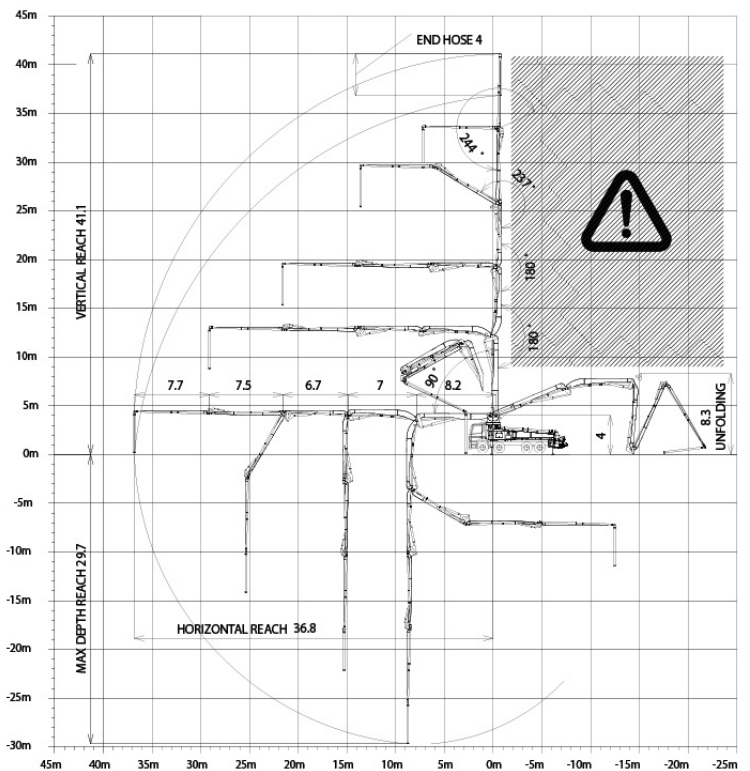 45m
40m
35m
30m
25m
20m
15m
10m
5m
0m
-5m
-10m
-15m
-20m
-25m
-30m
VERTICAL REACH 41.1
MAX DEPTH REACH 29.7
END HOSE 4
244°
237°
180°
180°
90°
7.7 7.5 6.7 7 8.2
4
8.3
UNFOLDING
HORIZONTAL REACH 36.8
45m 40m 35m 30m 25m 20m 15m 10m 5m 0m -5m -10m -15m -20m -25m